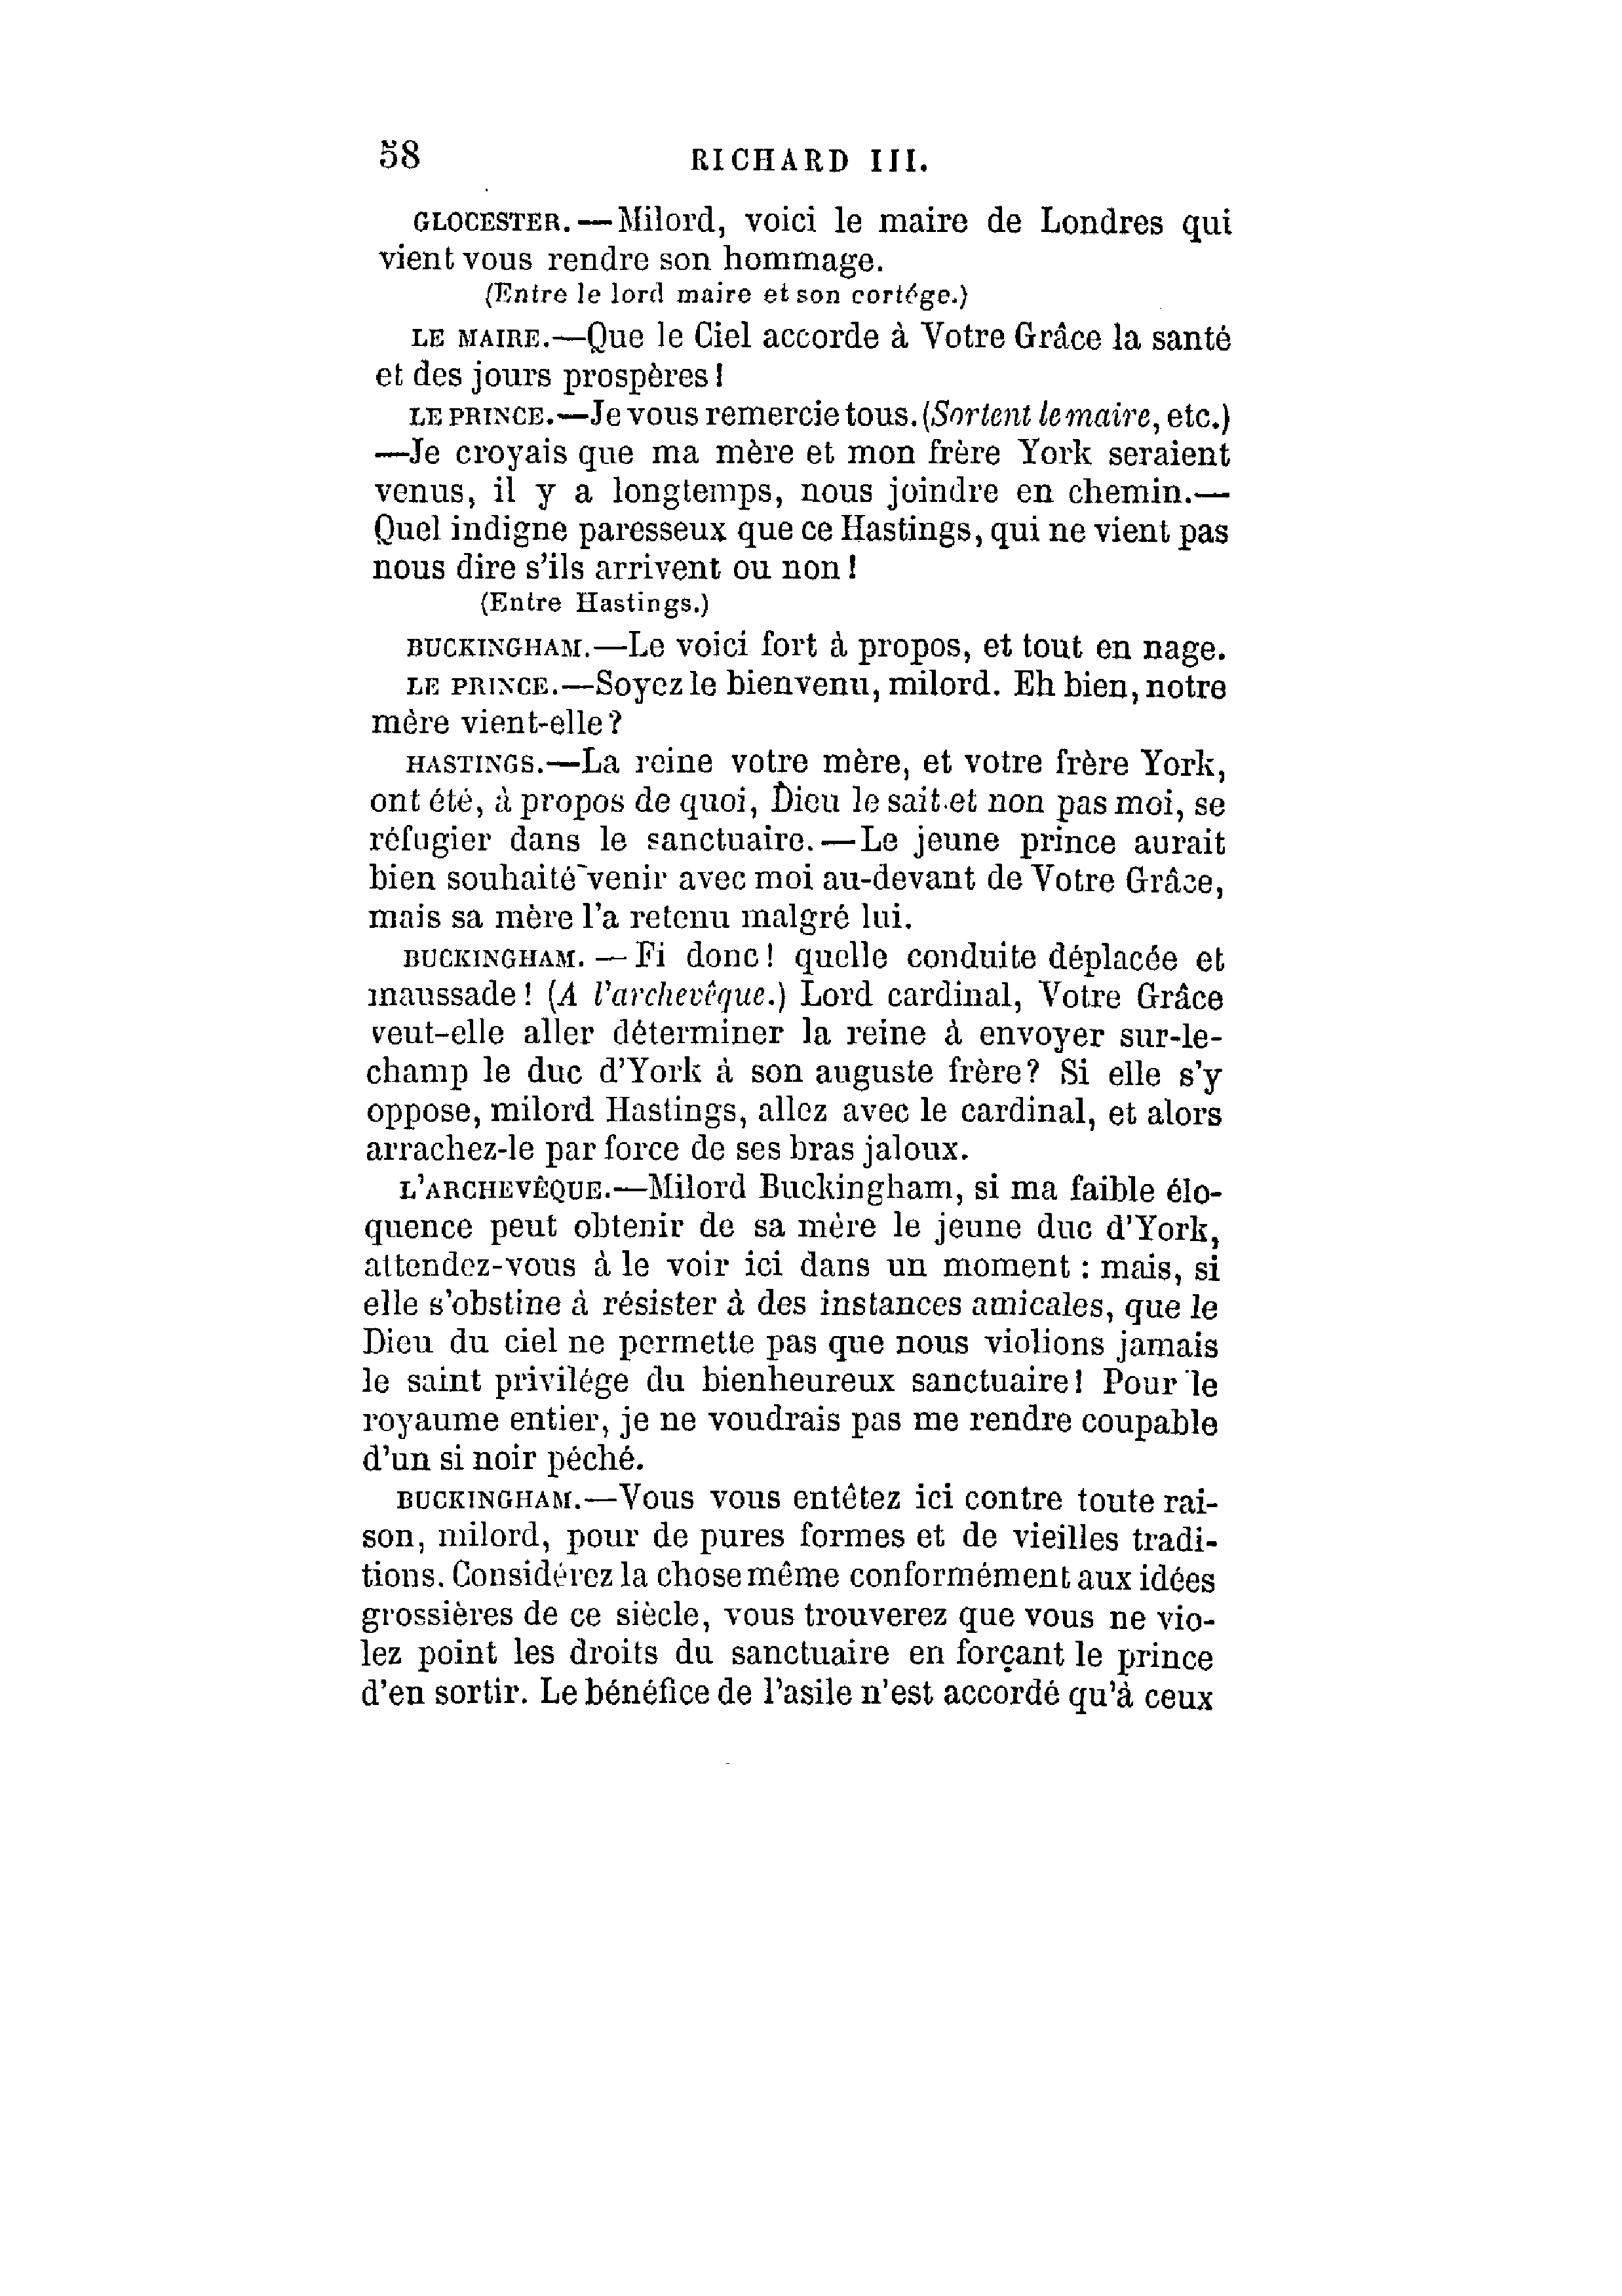 58 RICHARD III.
GLOCESTER.—Milord, voici le maire de Londres qui
vient vous rendre son hommage.
(Entre le lord maire et son cortége.)
LE MAIRE.—Que le Ciel accorde à Votre Grâce la santé
et des jours prospères!
LE PRINCE.—Je vous remercie tous. (Sortent le maire, etc.)
—Je croyais que ma mère et mon frère York seraient
venus, il y a longtemps, nous joindre en chemin.—
Quel indigne paresseux que ce Hastings, qui ne vient pas
nous dire s'ils arrivent ou non!
(Entre Hastings.)
BUCKINGHAM.—Le voici fort à propos, et tout en nage.
LE PRINCE.—Soyez le bienvenu, milord. Eh bien, notre
mère vient-elle?
HASTINGS.—La reine votre mère, et votre frère York,
ont été, à propos de quoi, Dieu le sait et non pas moi, se
réfugier dans le sanctuaire.—Le jeune prince aurait
bien souhaité venir avec moi au-devant de Votre Grâce,
mais sa mère l'a retenu malgré lui.
BUCKINGHAM.—Fi donc! quelle conduite déplacée et
maussade! (A l'archevêque.) Lord cardinal, Votre Grâce
veut-elle aller déterminer la reine à envoyer sur-le-
champ le duc d'York à son auguste frère? Si elle s'y
oppose, milord Hastings, allez avec le cardinal, et alors
arrachez-le par force de ses bras jaloux.
L'ARCHEVÊQUE.—Milord Buckingham, si ma faible élo-
quence peut obtenir de sa mère le jeune duc d'York,
attendez-vous à le voir ici dans un moment : mais, si
elle s'obstine à résister à des instances amicales, que le
Dieu du ciel ne permette pas que nous violions jamais
le saint privilége du bienheureux sanctuaire! Pour le
royaume entier, je ne voudrais pas me rendre coupable
d'un si noir péché.
BUCKINGHAM.—Vous vous entêtez ici contre toute rai-
son, milord, pour de pures formes et de vieilles tradi-
tions. Considérez la chose même conformément aux idées
grossières de ce siècle, vous trouverez que vous ne vio-
lez point les droits du sanctuaire en forçant le prince
d'en sortir. Le bénéfice de l'asile n'est accordé qu'à ceux